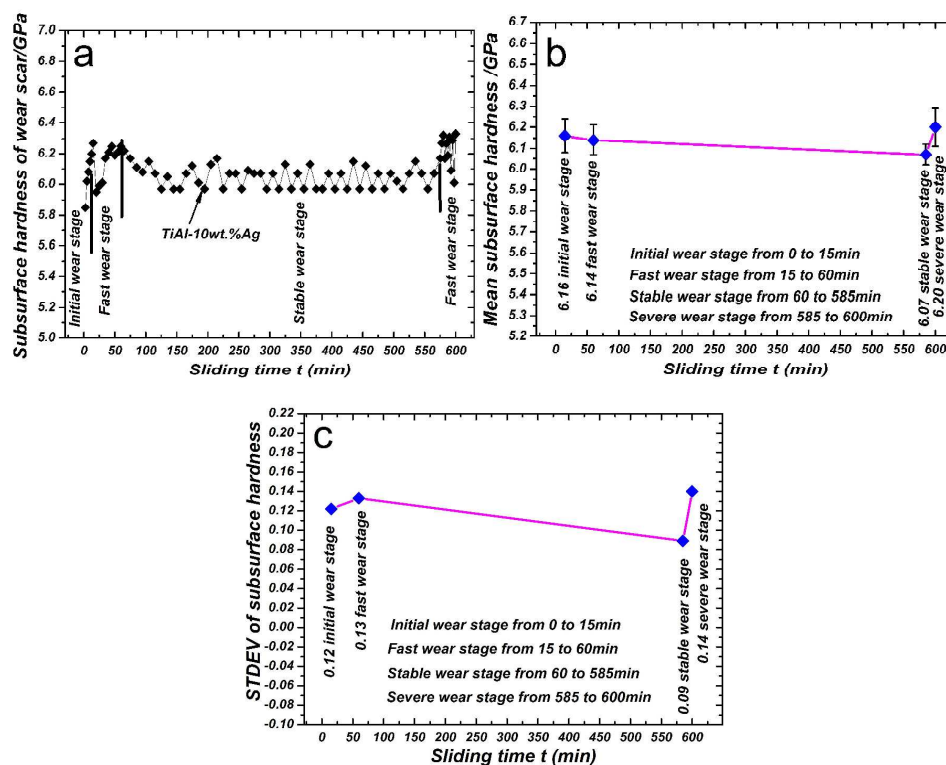 a
Subsurface hardness of wear scar/GPa
6.8
6.6
6.4
6.2
6.0
5.8
5.6
5.4
5.2
5.0
Initial wear stage
Fast wear stage
TiAl-10wt.%Ag
Stable wear stage
Fast wear stage
0 50 100 150 200 250 300 350 400 450 500 550 600
Sliding time t (min)
b
Mean subsurface hardness /GPa
6.7
6.6
6.5
6.4
6.3
6.2
6.1
6.0
5.9
5.8
5.7
5.6
5.5
5.4
5.3
5.2
6.16 initial wear stage
6.14 fast wear stage
Initial wear stage from 0 to 15min
Fast wear stage from 15 to 60min
Stable wear stage from 60 to 585min
Severe wear stage from 585 to 600min
6.07 stable wear stage
6.20 severe wear stage
0 50 100 150 200 250 300 350 400 450 500 550 600
Sliding time t (min)
c
STDEV of subsurface hardness
0.22
0.20
0.18
0.16
0.14
0.12
0.10
0.08
0.06
0.04
0.02
0.00
-0.02
-0.04
-0.06
-0.08
-0.10
0.12 initial wear stage
0.13 fast wear stage
Initial wear stage from 0 to 15min
Fast wear stage from 15 to 60min
Stable wear stage from 60 to 585min
Severe wear stage from 585 to 600min
0.09 stable wear stage
0.14 severe wear stage
0 50 100 150 200 250 300 350 400 450 500 550 600
Sliding time t (min)